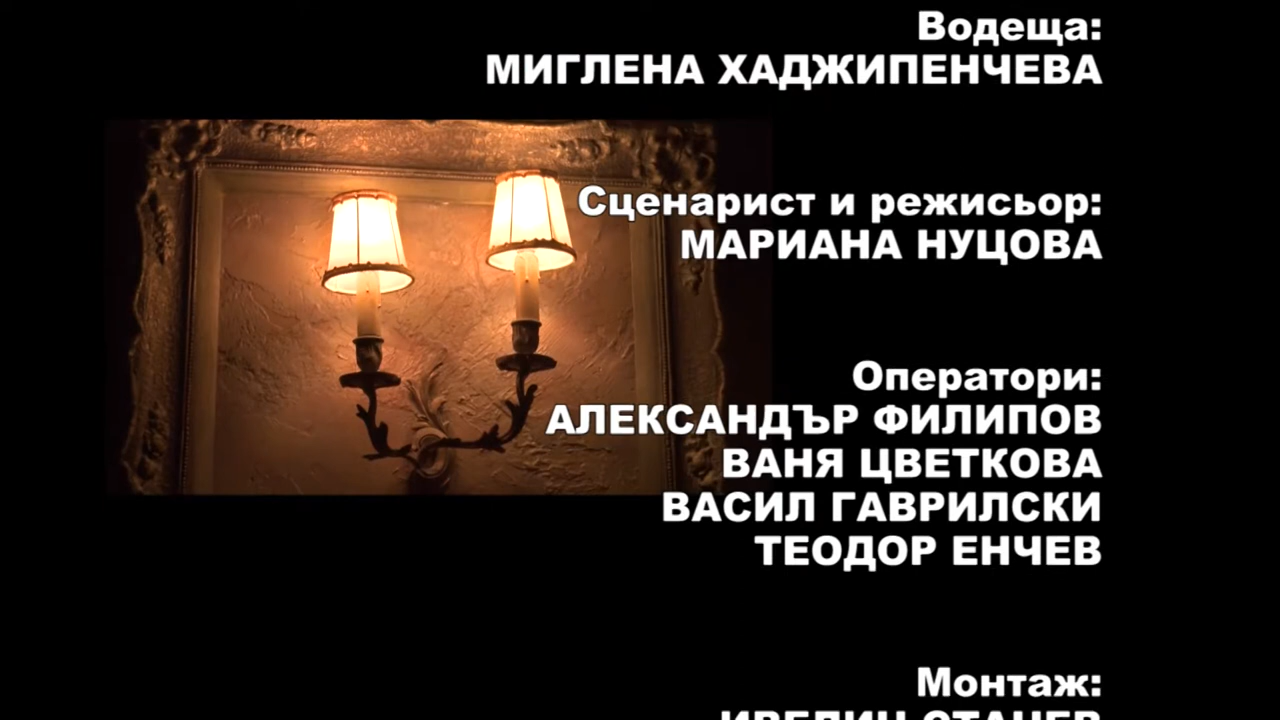 Водеща:
МИГЛЕНА ХАДЖИПЕНЧЕВА
Сценарист и режисьор:
МАРИАНА НУЦОВА
Оператори:
АЛЕКСАНДЪР ФИЛИПОВ
ВАНЯ ЦВЕТКОВА
ВАСИЛ ГАВРИЛСКИ
ТЕОДОР ЕНЧЕВ
Монтаж: